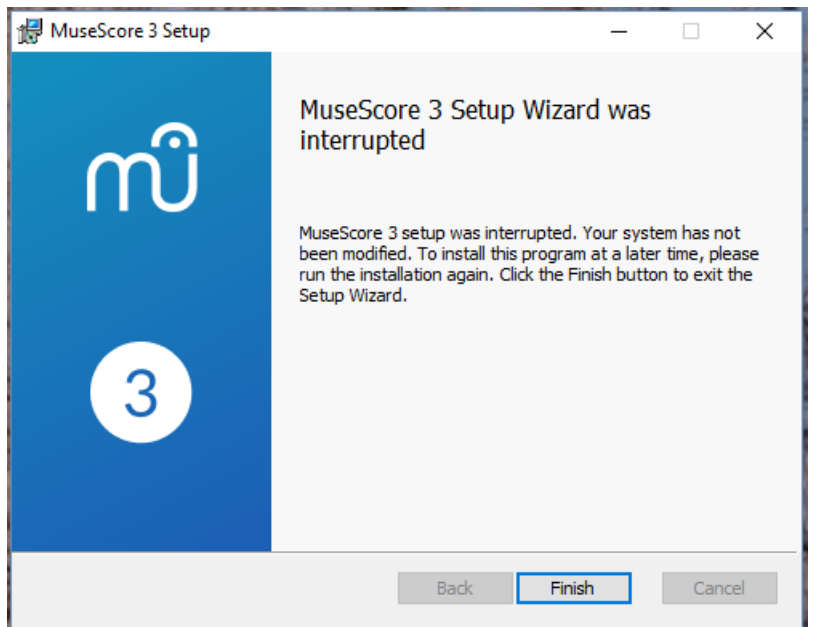 MuseScore 3 Setup
MuseScore 3 Setup Wizard was
interrupted
MuseScore 3 setup was interrupted. Your system has not
been modified. To install this program at a later time, please
run the installation again. Click the Finish button to exit the
Setup Wizard.
3
Back
Finish
Cancel